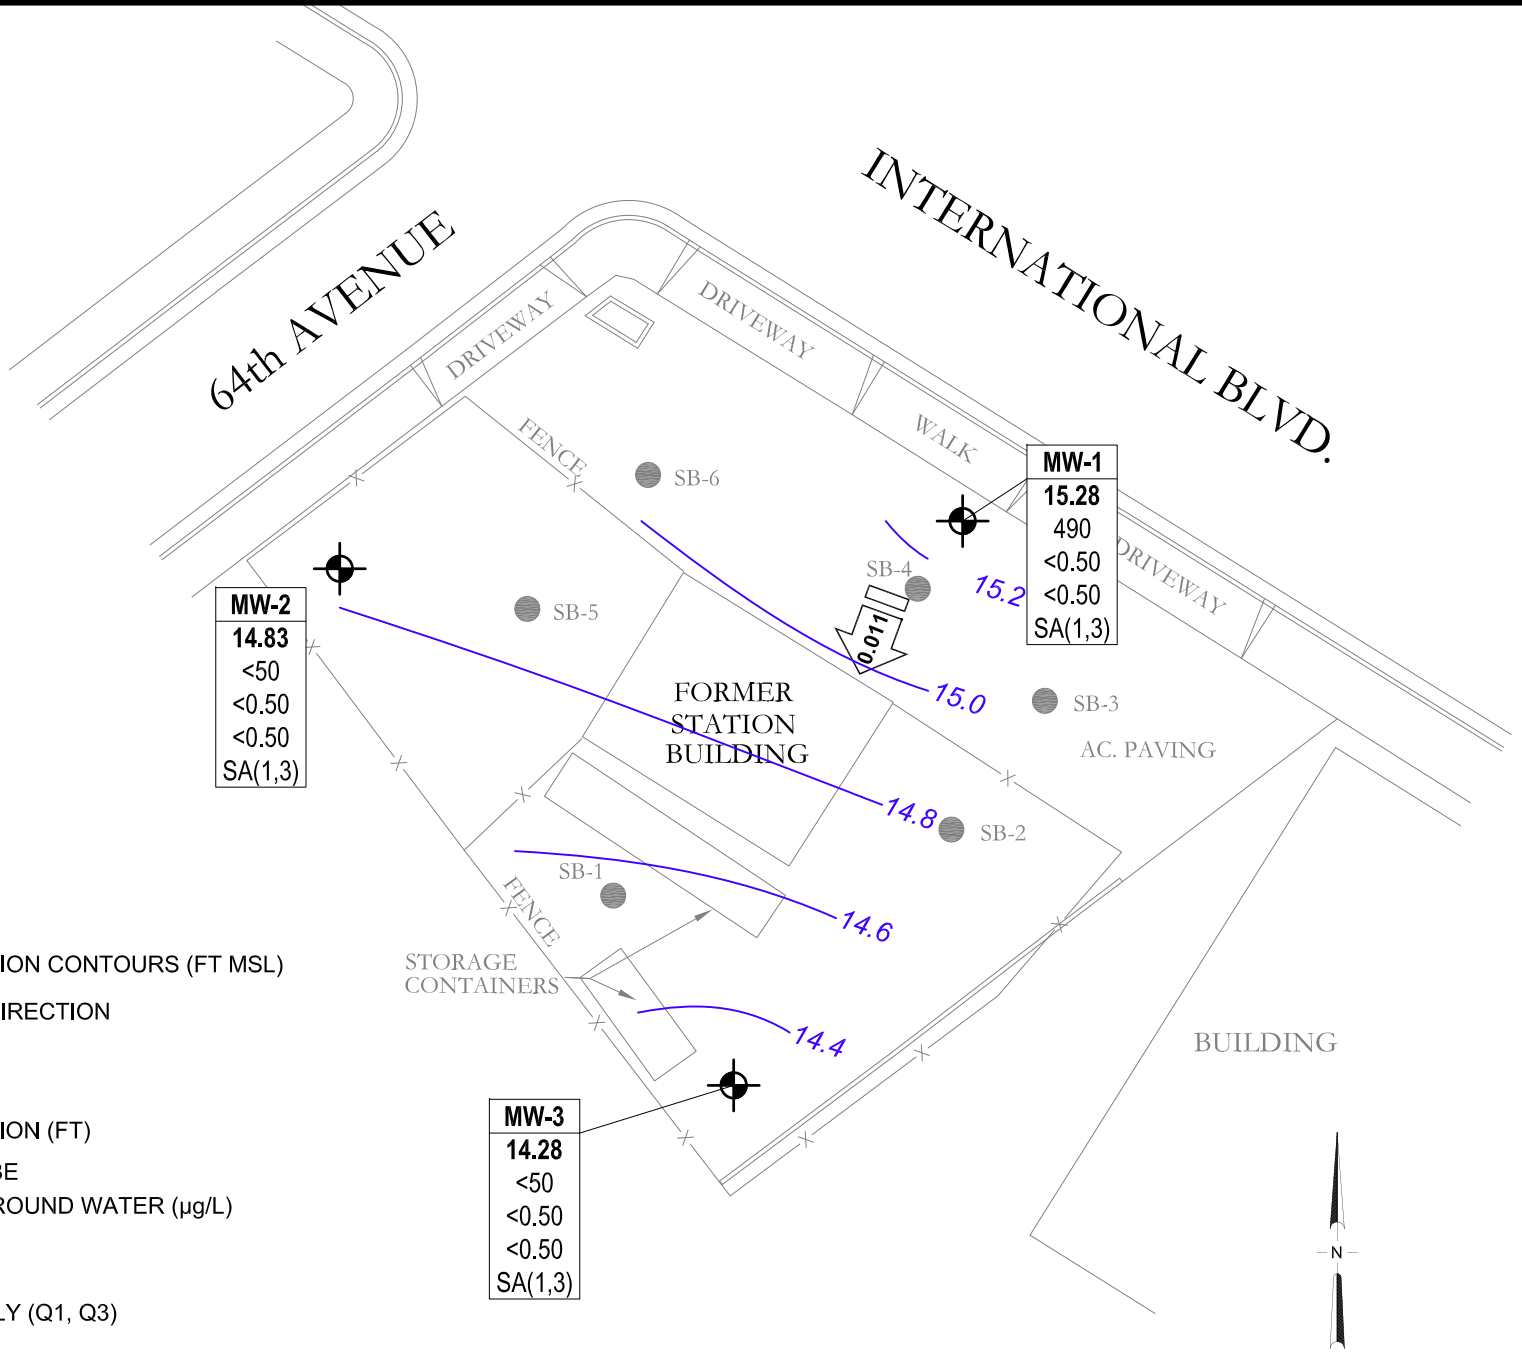 INTERNATIONAL BLVD.
64th AVENUE
DRIVEWAY
DRIVEWAY
WALK
DRIVEWAY
FENCE
SB-6
MW-1
15.28
490
<0.50
<0.50
SA(1,3)
SB-4
15.2
0.011
MW-2
14.83
<50
<0.50
<0.50
SA(1,3)
SB-5
FORMER
STATION
BUILDING
15.0
SB-3
AC. PAVING
14.8
SB-2
SB-1
FENCE
14.6
STORAGE
CONTAINERS
14.4
BUILDING
MW-3
14.28
<50
<0.50
<0.50
SA(1,3)
ION CONTOURS (FT MSL)
IRECTION
ION (FT)
BE
ROUND WATER (µg/L)
LY (Q1, Q3)
N